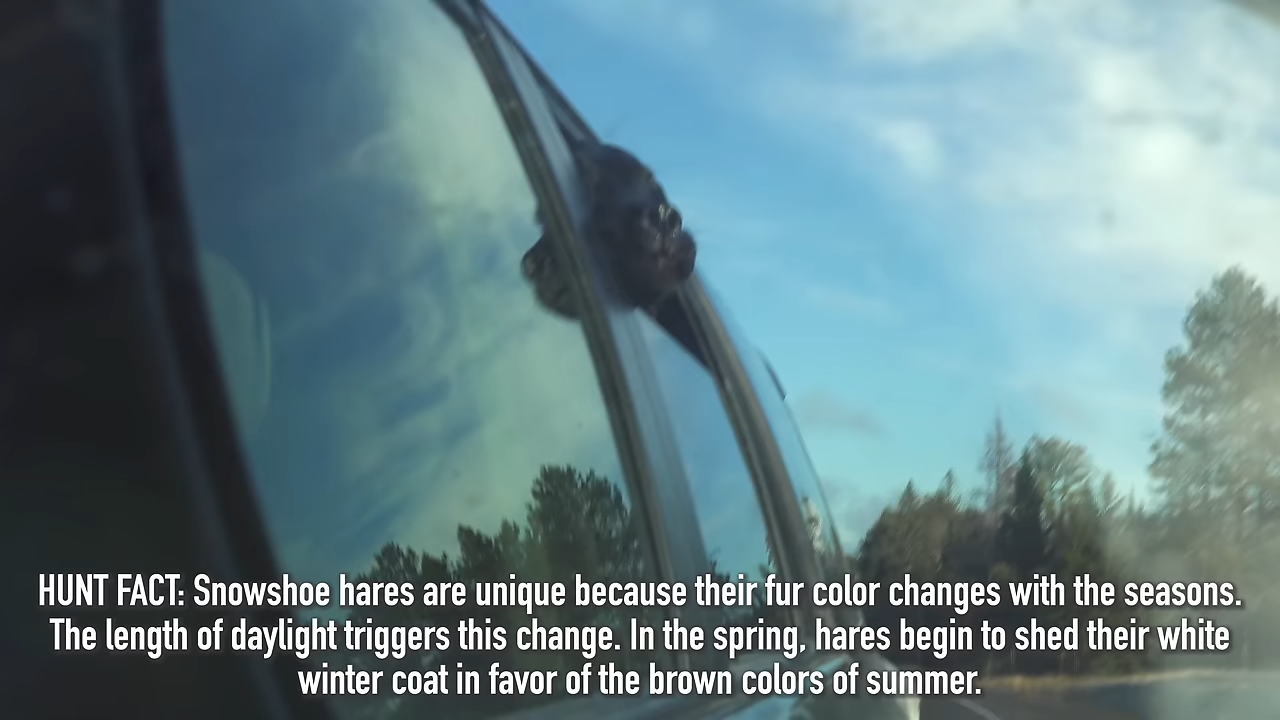 HUNT FACT: Snowshoe hares are unique because their fur color changes with the seasons.
The length of daylight triggers this change. In the spring, hares begin to shed their white
winter coat in favor of the brown colors of summer.